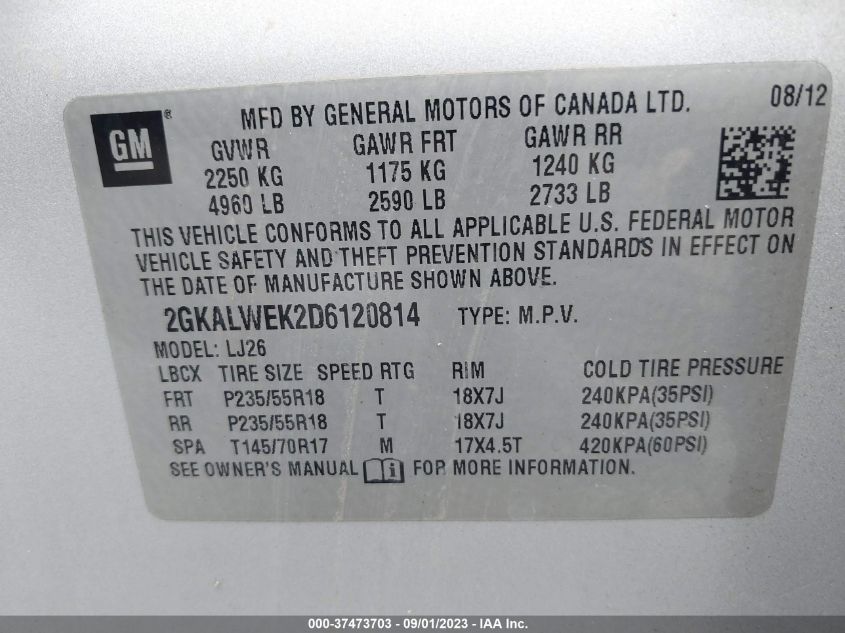 08/12
GM®
MFD BY GENERAL MOTORS OF CANADA LTD.
GVWR GAWR FRT GAWR RR
2250 KG 1175 KG 1240 KG
4960 LB 2590 LB 2733 LB
THIS VEHICLE CONFORMS TO ALL APPLICABLE U.S. FEDERAL MOTOR
VEHICLE SAFETY AND THEFT PREVENTION STANDARDS IN EFFECT ON
THE DATE OF MANUFACTURE SHOWN ABOVE.
2GKALWEK2D6120814 TYPE: M.P.V.
MODEL: LJ26
LBCX TIRE SIZE SPEED RTG RIM COLD TIRE PRESSURE
FRT P235/55R18 T 18X7J 240KPA(35PSI)
RR P235/55R18 T 18X7J 240KPA(35PSI)
SPA T145/70R17 M 17X4.5T 420KPA(60PSI)
SEE OWNER'S MANUAL i FOR MORE INFORMATION.
000-37473703 - 09/01/2023 - IAA Inc.